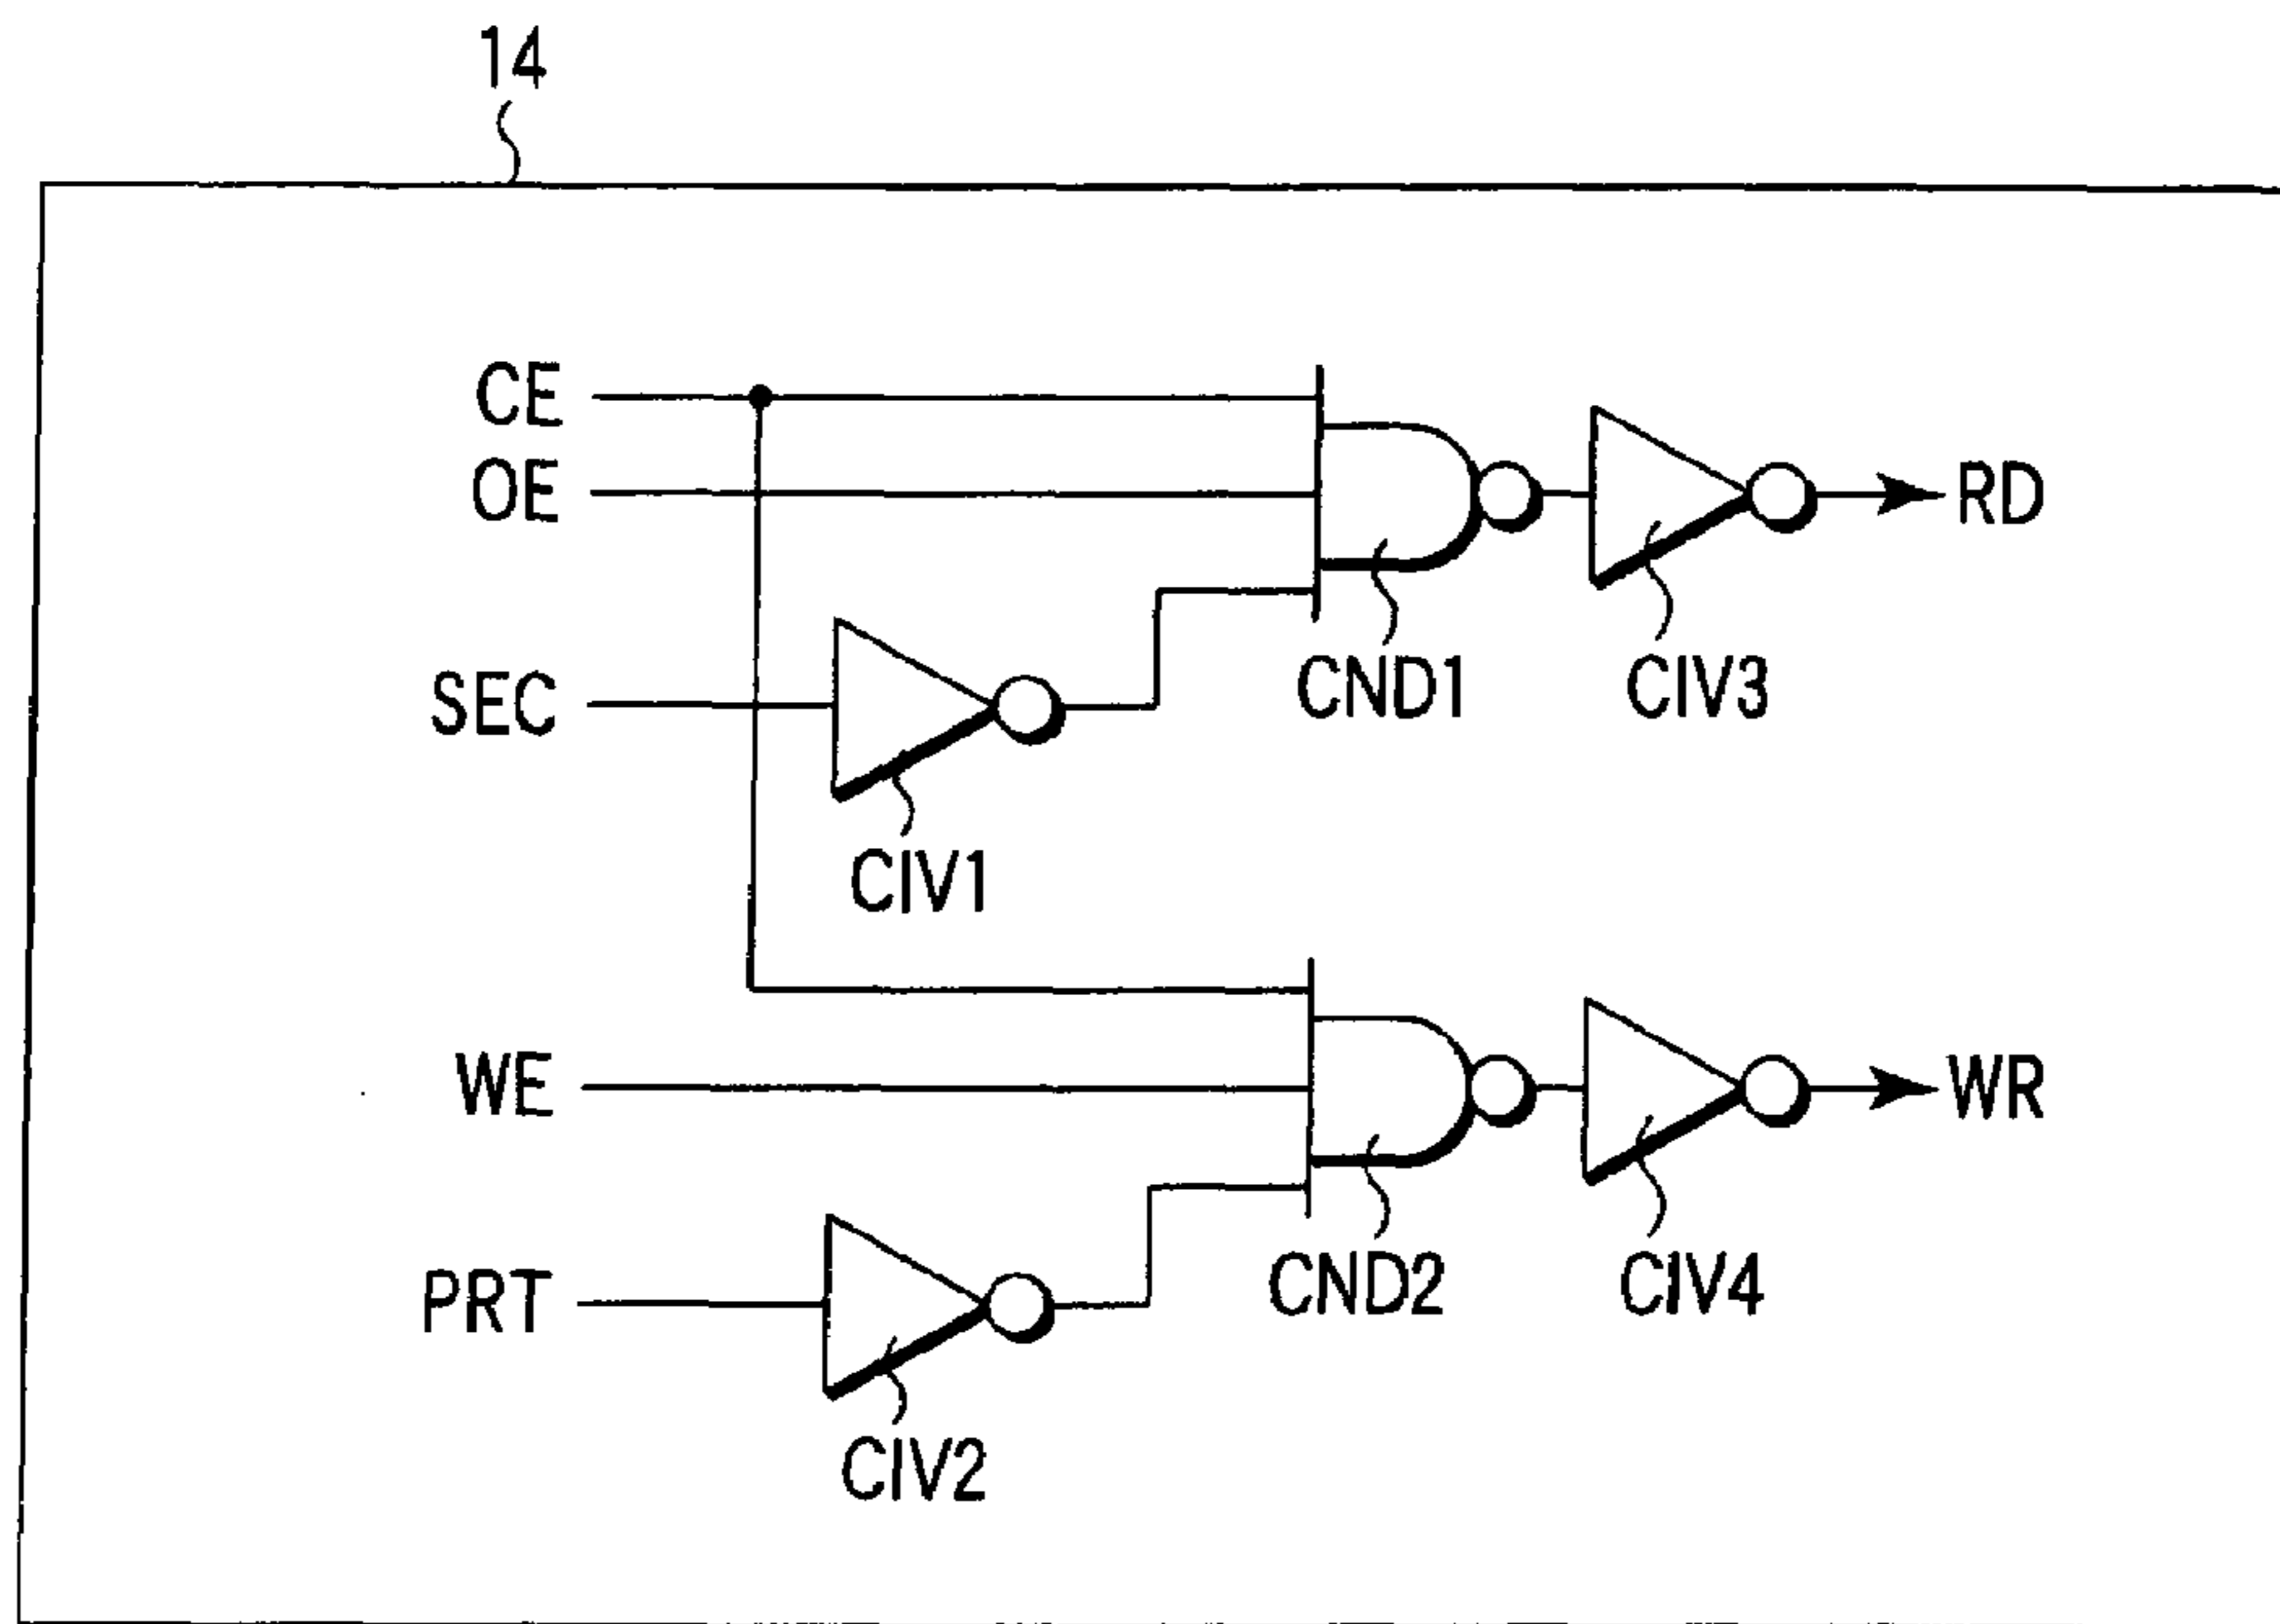 14
CE
OE
RD
SEC
CND1
CIV3
CIV1
WE
WR
PRT
CND2
CIV4
CIV2